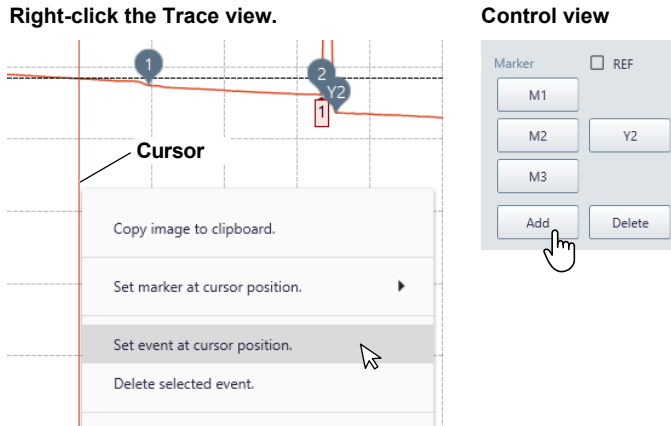 Right-click the Trace view.
Control view
1
2
Y2
1
Cursor
Copy image to clipboard.
Set marker at cursor position.
Set event at cursor position.
Delete selected event.
Marker
REF
M1
M2
Y2
M3
Add
Delete